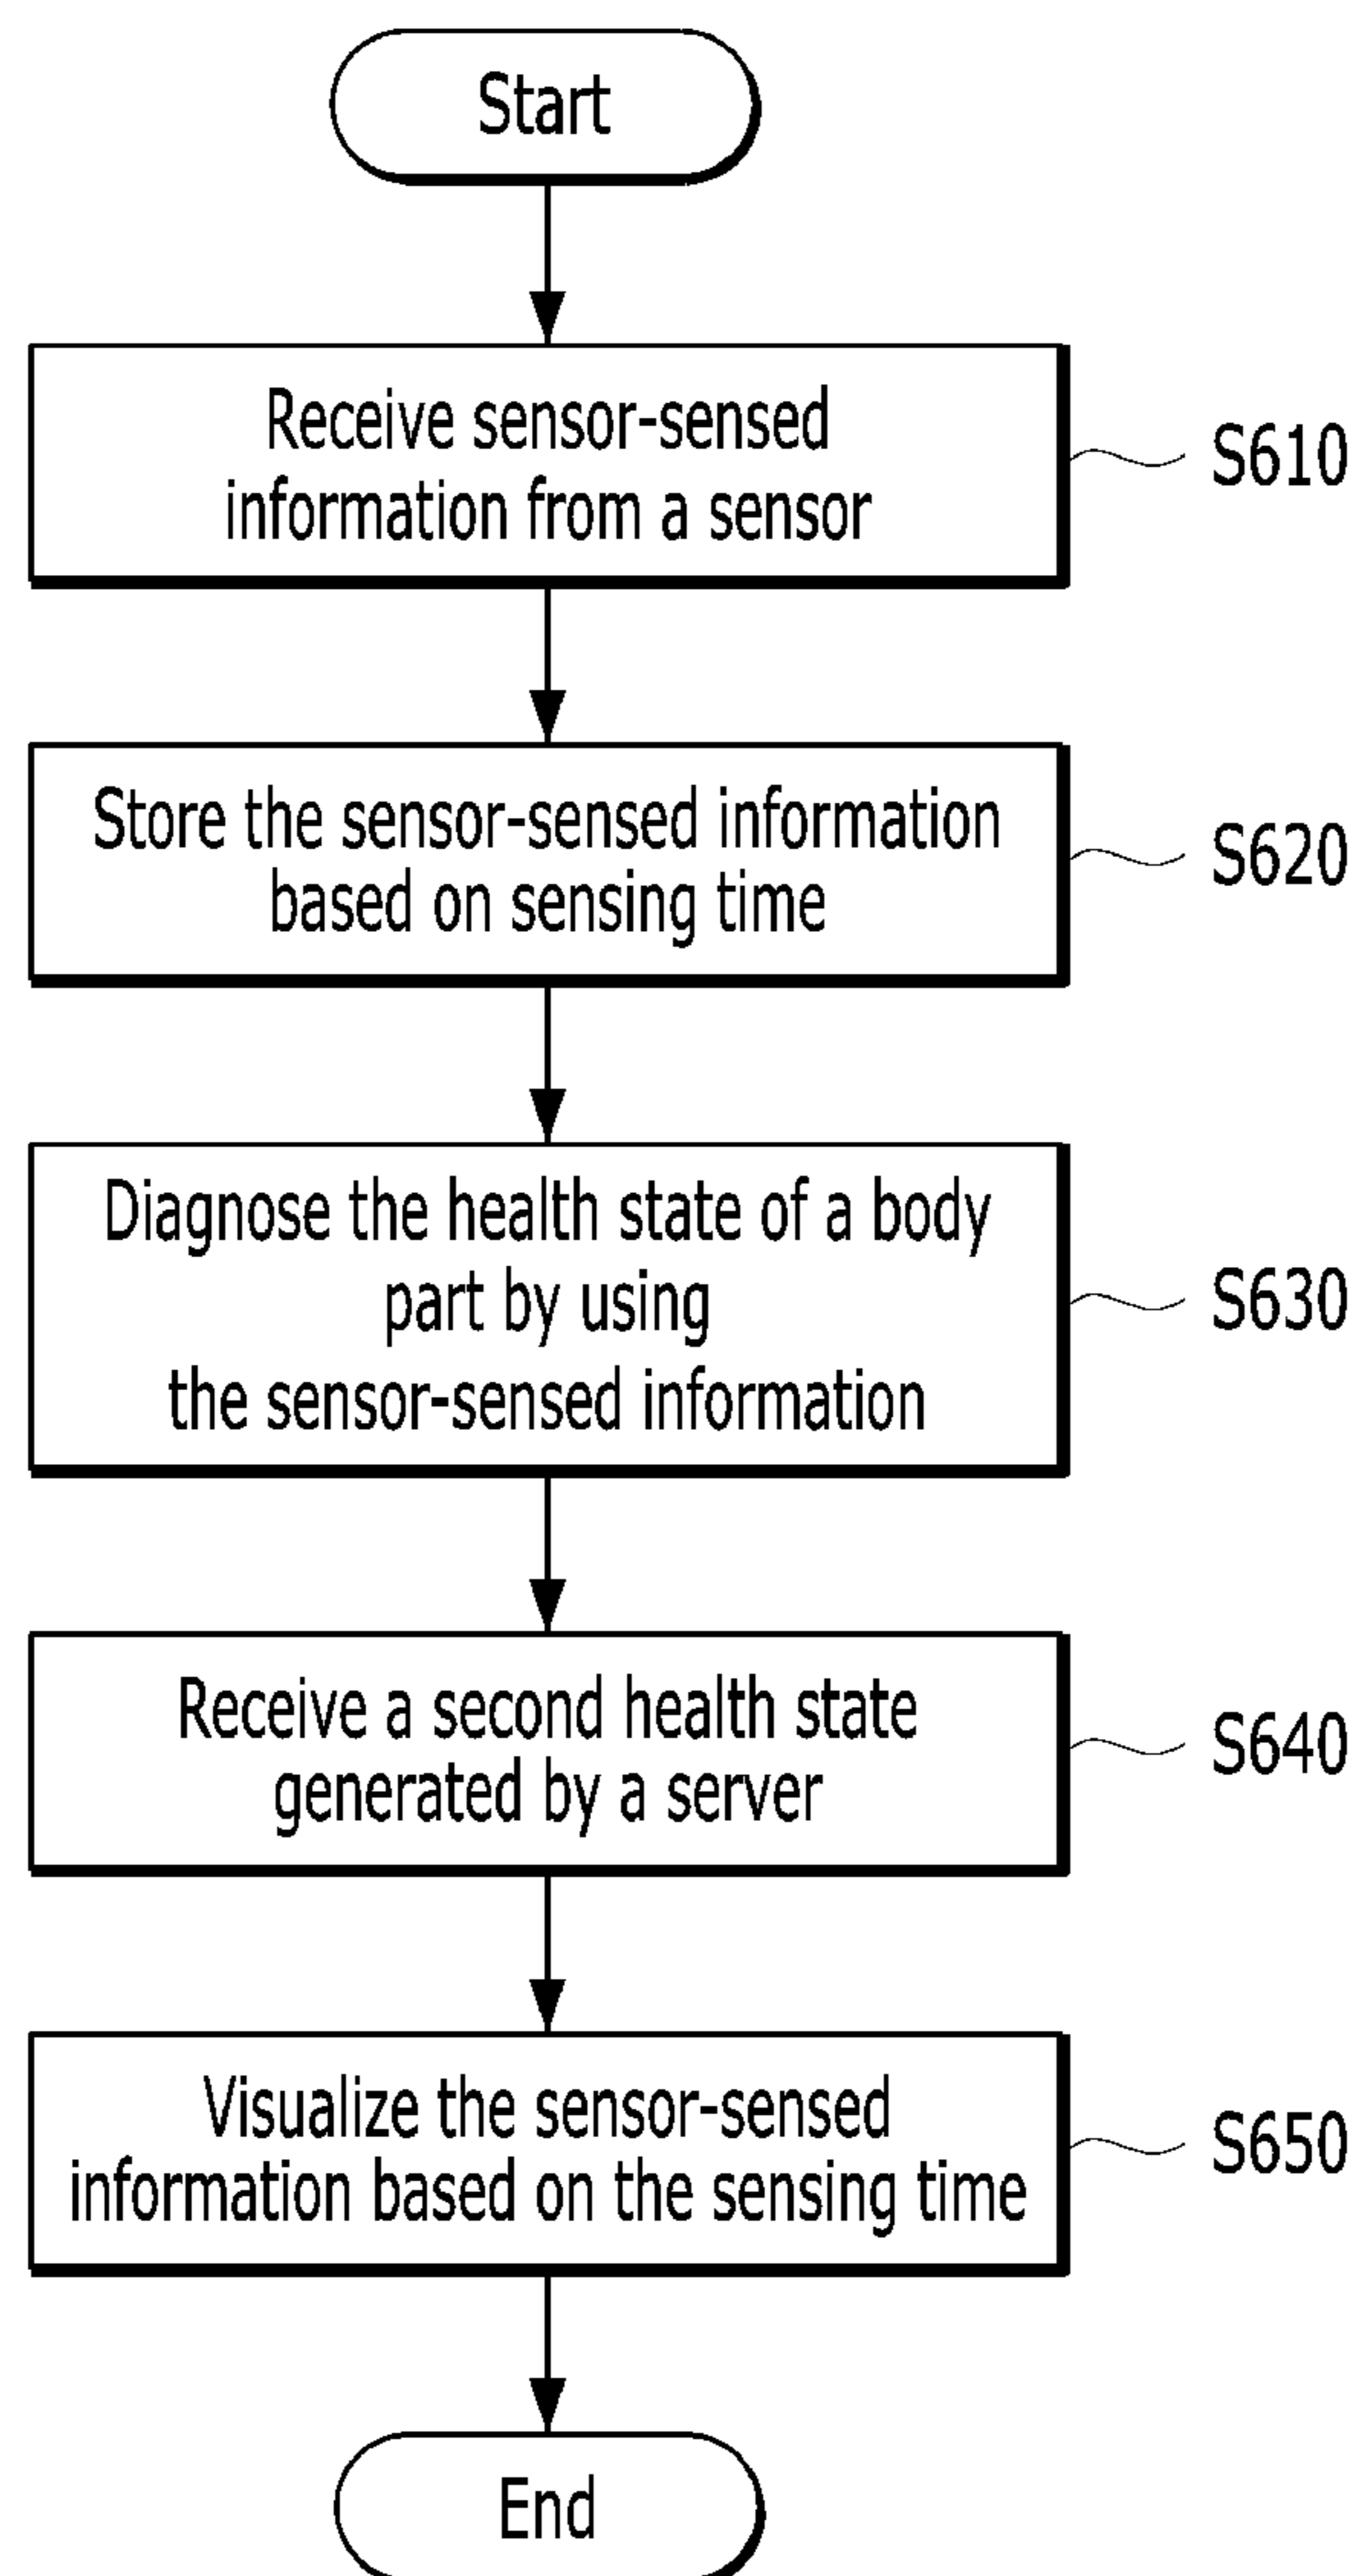 Start
Receive sensor-sensed
information from a sensor
S610
Store the sensor-sensed information
based on sensing time
S620
Diagnose the health state of a body
part by using
the sensor-sensed information
S630
Receive a second health state
generated by a server
S640
Visualize the sensor-sensed
information based on the sensing time
S650
End